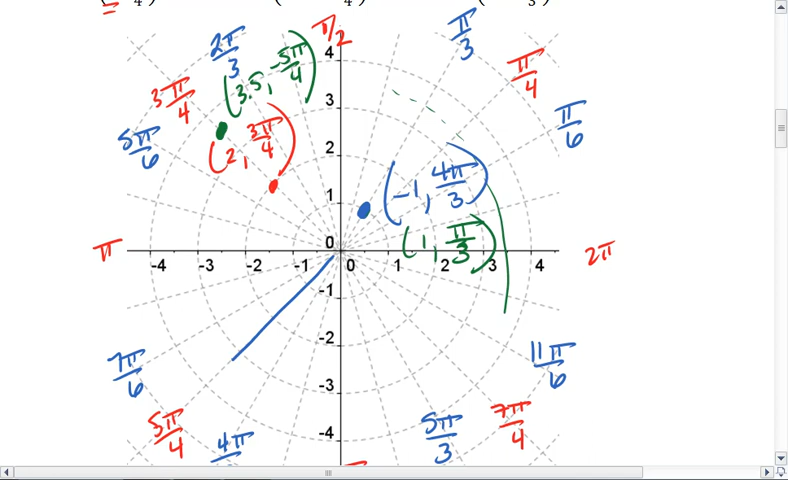 π/2
2π/3
π/3
(3.5, -5π/4)
3π/4
π/4
5π/6
π/6
(2, 3π/4)
(-1, 4π/3)
(1, π/3)
4
3
2
1
0
π
-4 -3 -2 -1 0 1 2 3 4
2π
-1
-2
-3
-4
7π/6
11π/6
5π/4
7π/4
4π
5π/3